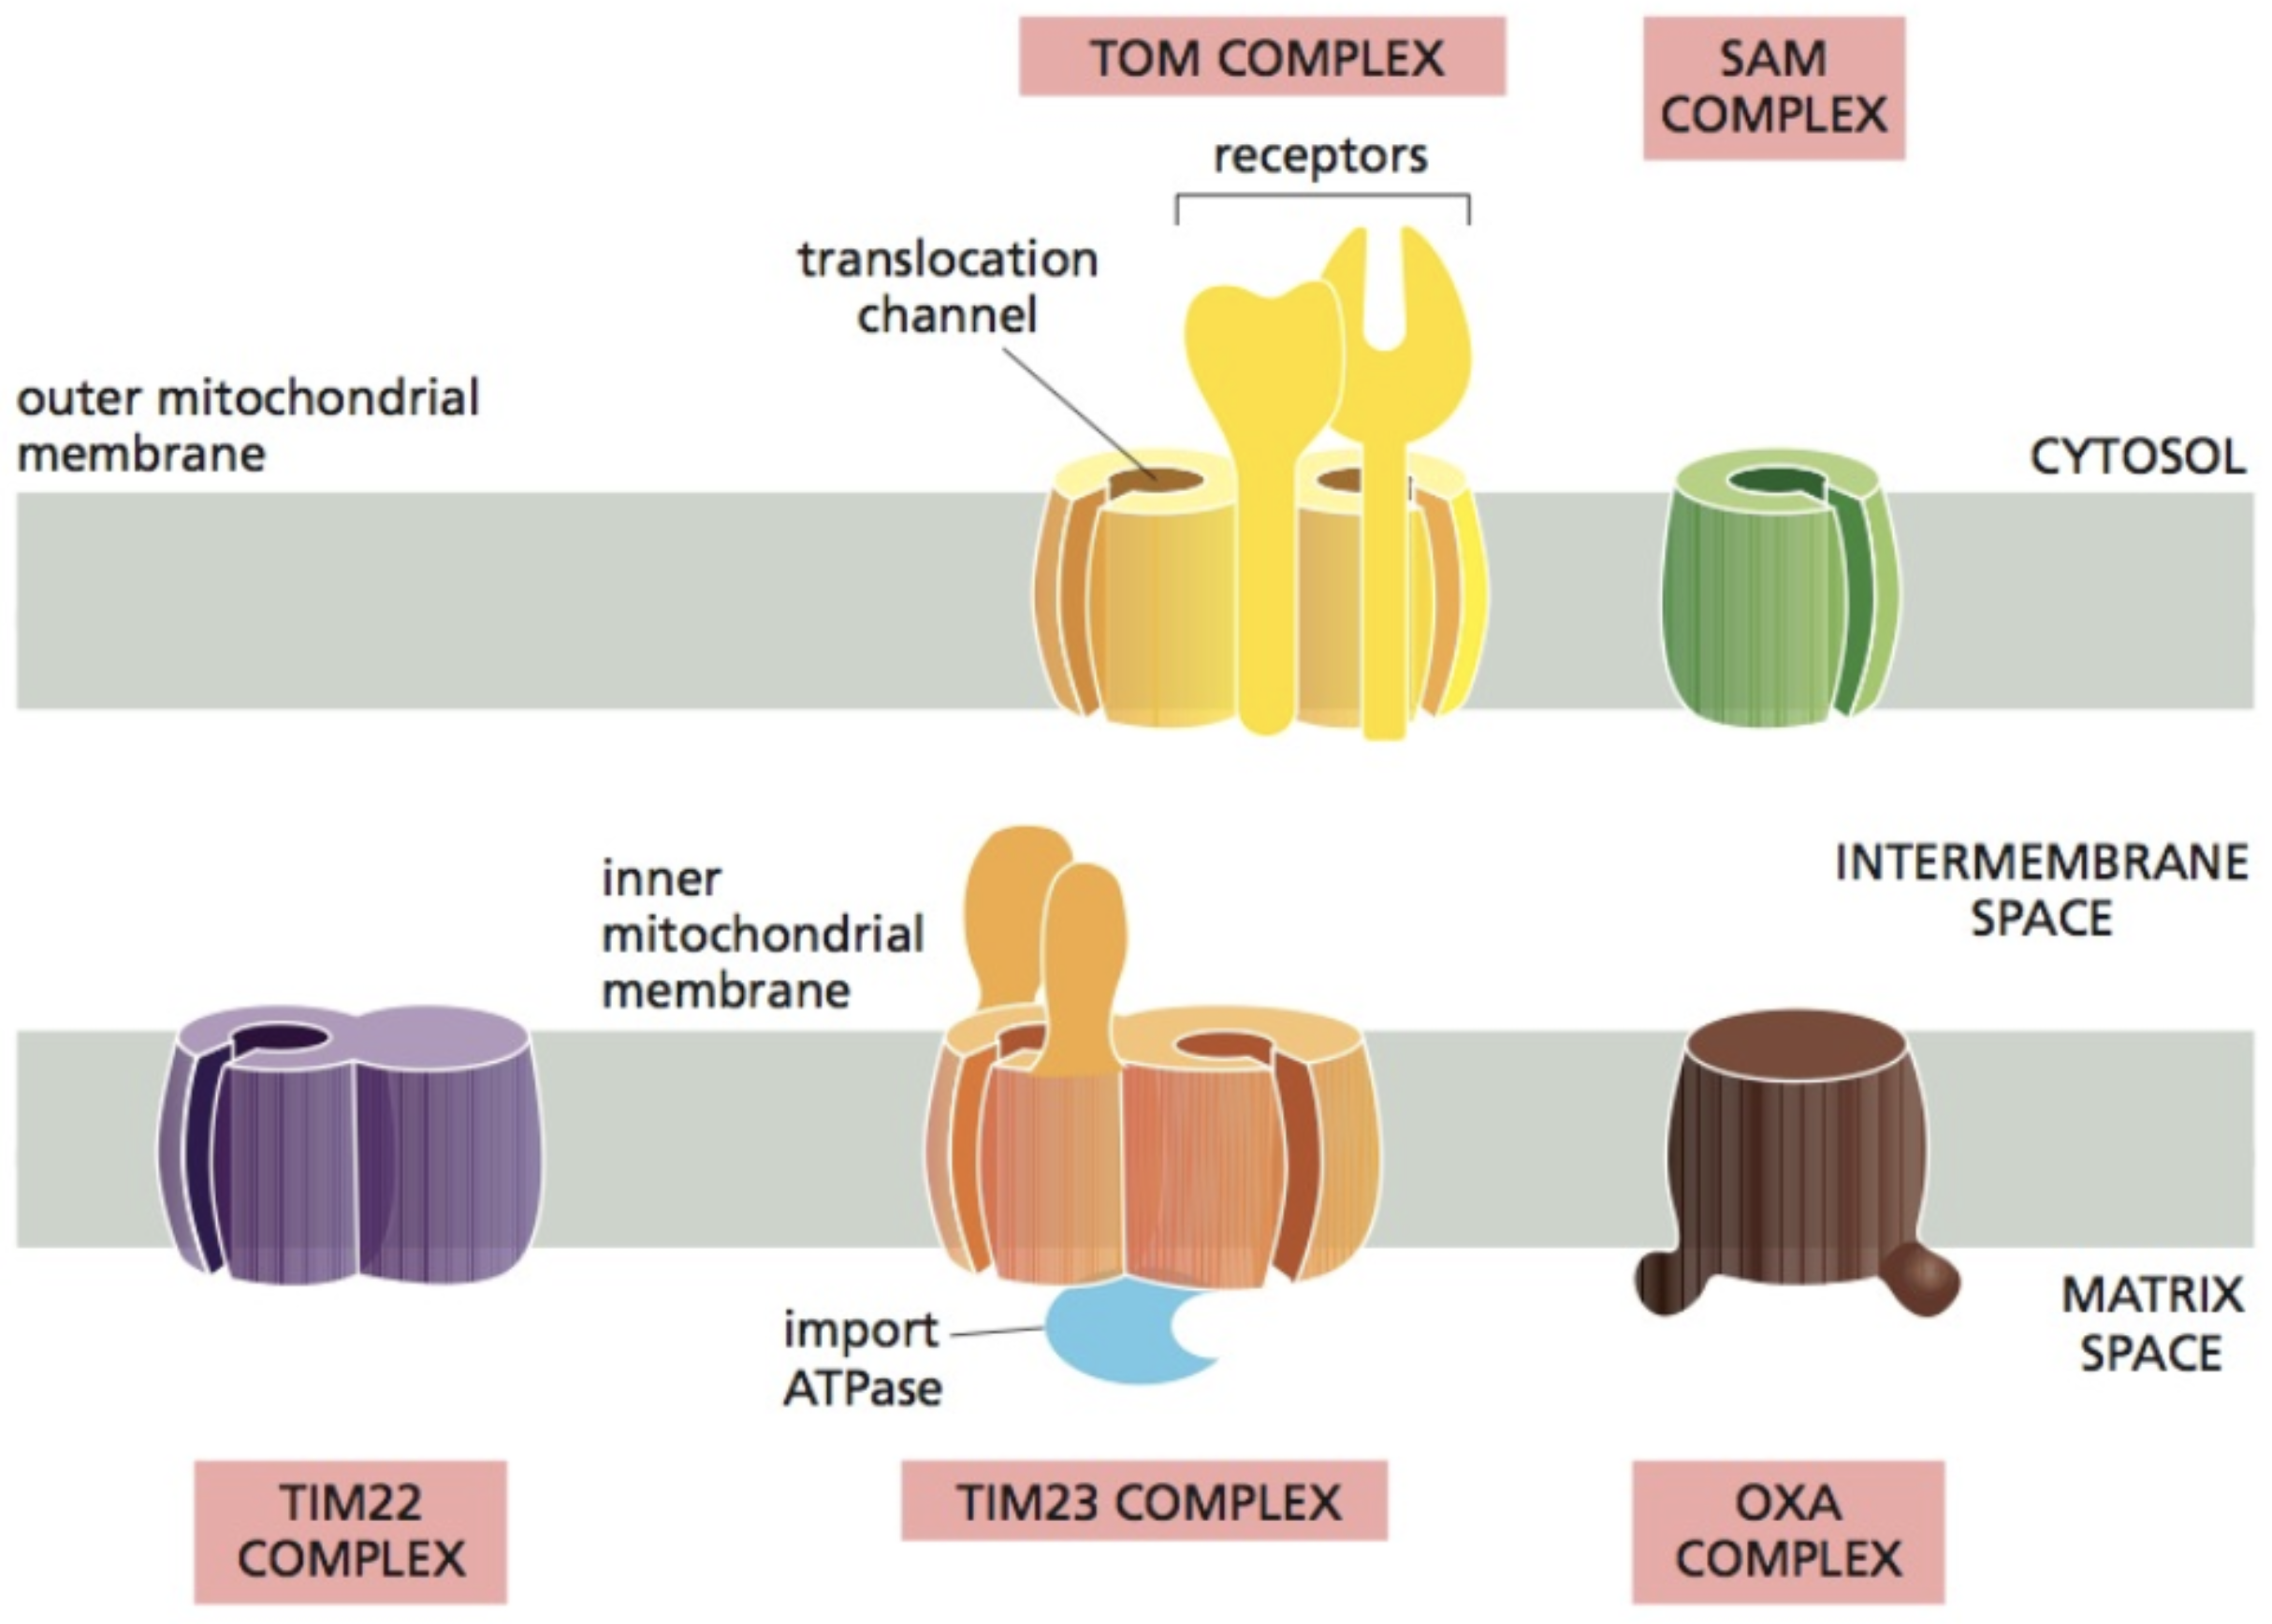 TOM COMPLEX
SAM
COMPLEX
receptors
translocation
channel
outer mitochondrial
membrane
CYTOSOL
inner
mitochondrial
membrane
INTERMEMBRANE
SPACE
import
ATPase
MATRIX
SPACE
TIM22
COMPLEX
TIM23 COMPLEX
OXA
COMPLEX